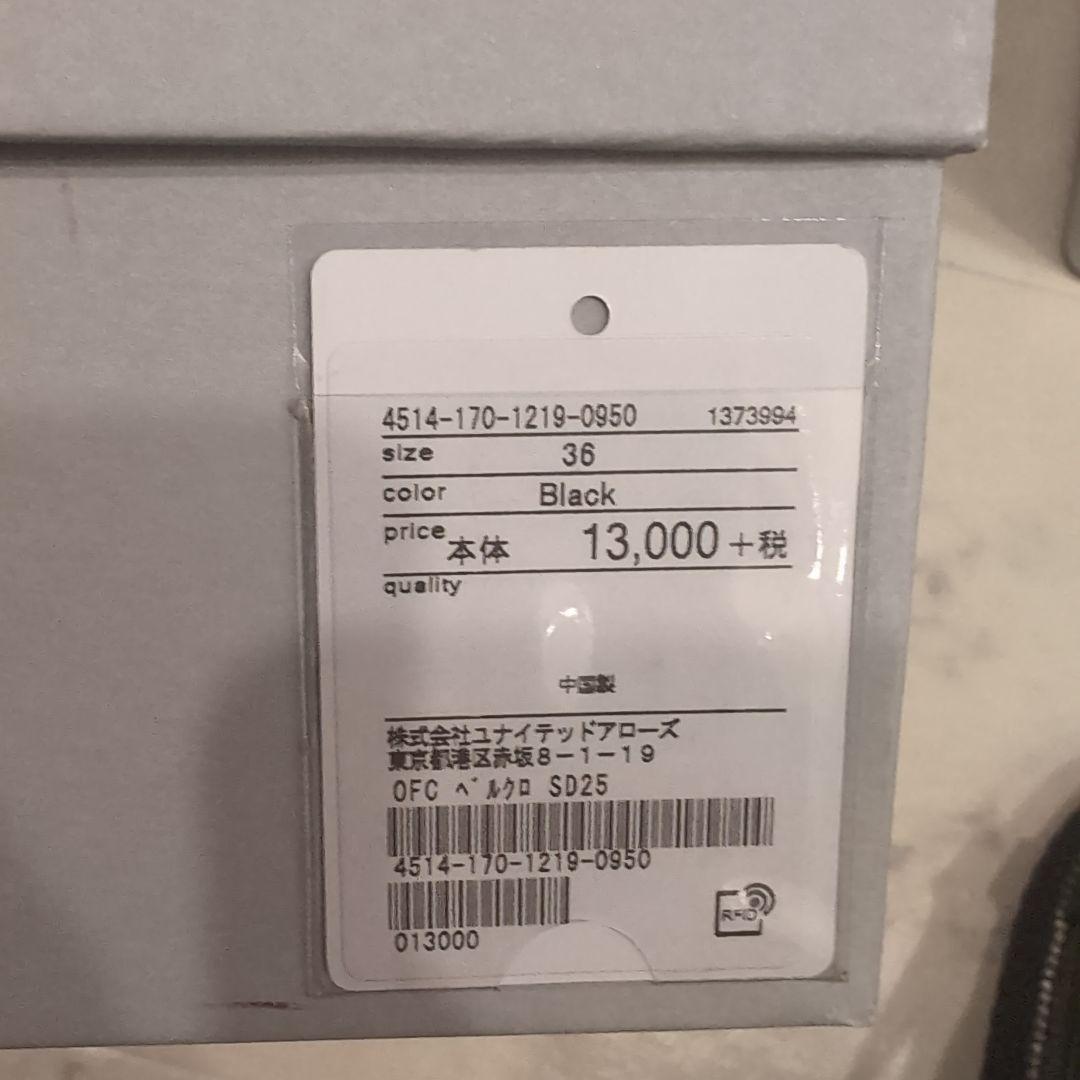 4514-170-1219-0950 1373994
size 36
color Black
price 本体 13,000 +税
quality
中国製
株式会社ユナイテッドアローズ
東京都港区赤坂8-1-19
OFC ベルクロ SD25
4514-170-1219-0950
013000
RFID